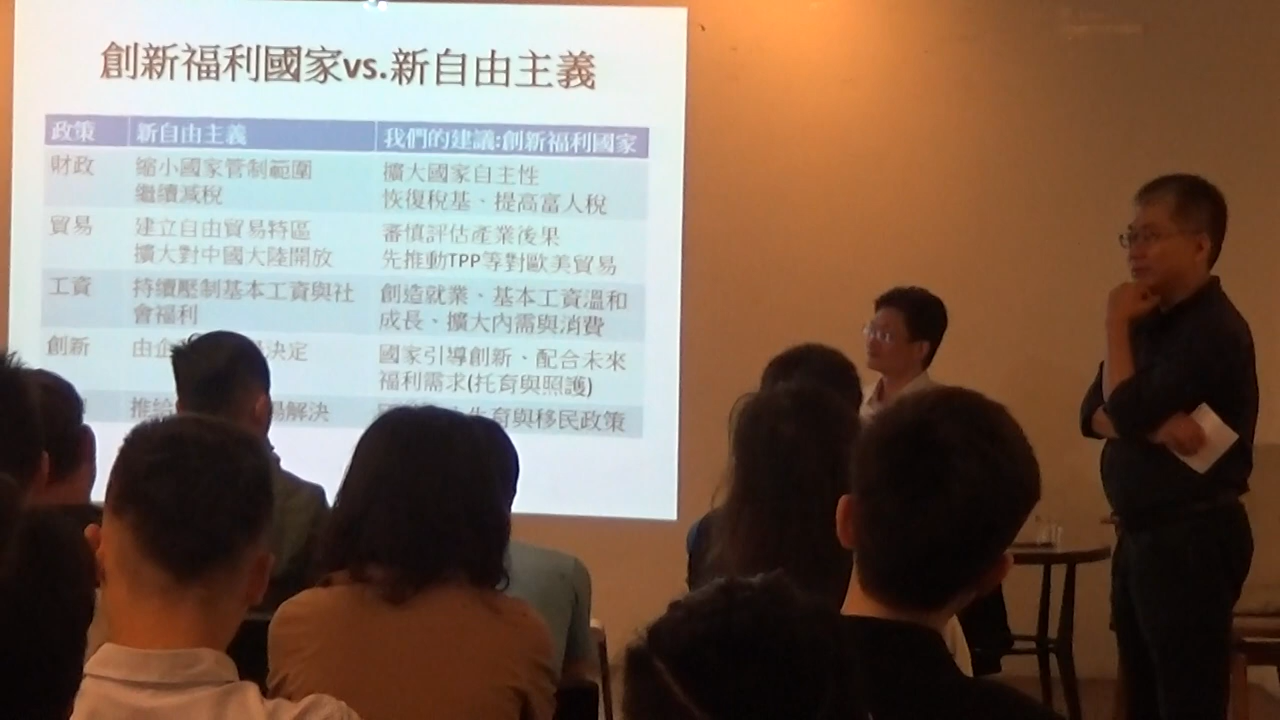 創新福利國家vs.新自由主義
政策 新自由主義 我們的建議:創新福利國家
財政 縮小國家管制範圍 擴大國家自主性
繼續減稅 恢復稅基、提高富人稅
貿易 建立自由貿易特區 審慎評估產業後果
擴大對中國大陸開放 先推動TPP等對歐美貿易
工資 持續壓制基本工資與社 創造就業、基本工資溫和
會福利 成長、擴大內需與消費
創新 由企 決定 國家引導創新、配合未來
福利需求(托育與照護)
推給 解決 生育與移民政策